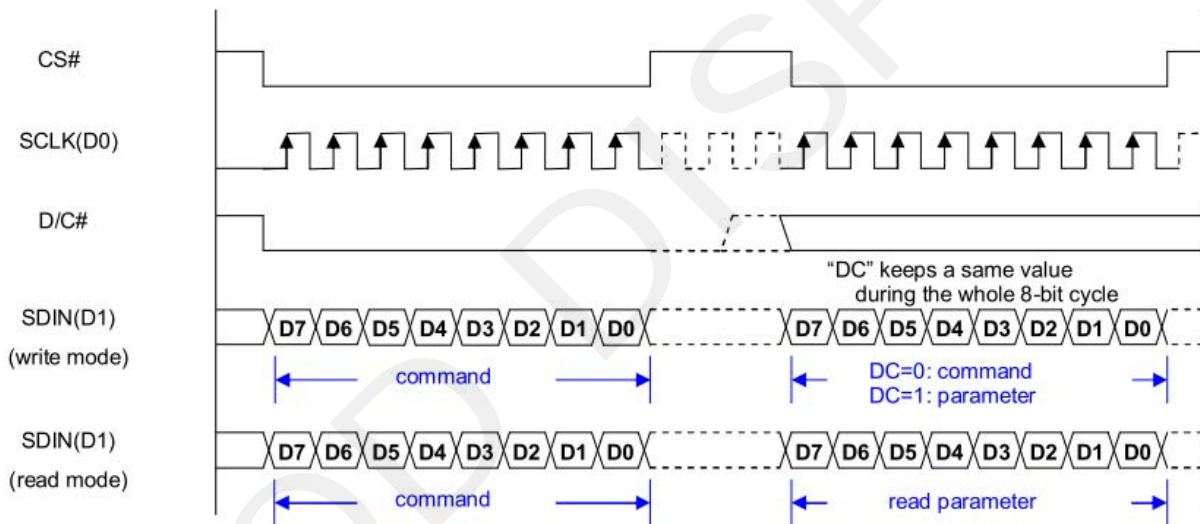 CS#
SCLK(D0)
D/C#
“DC” keeps a same value
during the whole 8-bit cycle
SDIN(D1)
(write mode)
D7 D6 D5 D4 D3 D2 D1 D0
D7 D6 D5 D4 D3 D2 D1 D0
command
DC=0: command
DC=1: parameter
SDIN(D1)
(read mode)
D7 D6 D5 D4 D3 D2 D1 D0
D7 D6 D5 D4 D3 D2 D1 D0
command
read parameter